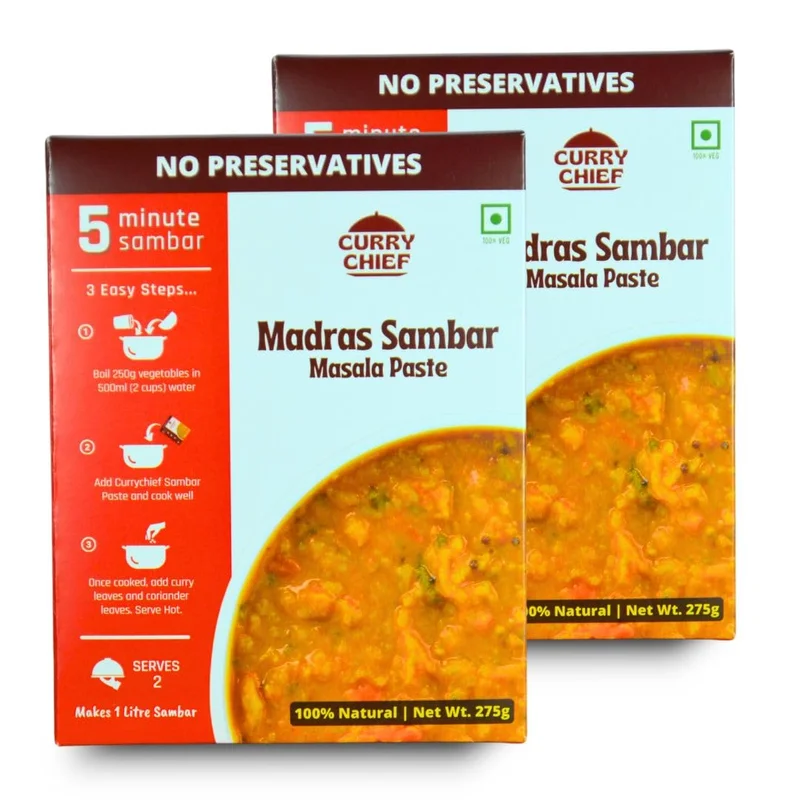 NO PRESERVATIVES
5 minute
sambar
3 Easy Steps...
1
Boil 250g vegetables in
500ml (2 cups) water
2
Add Currychief Sambar
Paste and cook well
3
Once cooked, add curry
leaves and coriander
leaves. Serve Hot.
SERVES
2
Makes 1 Litre Sambar
CURRY
CHIEF
100% VEG
Madras Sambar
Masala Paste
100% Natural | Net Wt. 275g
NO PRESERVATIVES
5 minute
CURRY
CHIEF
100% VEG
dras Sambar
Masala Paste
00% Natural | Net Wt. 275g